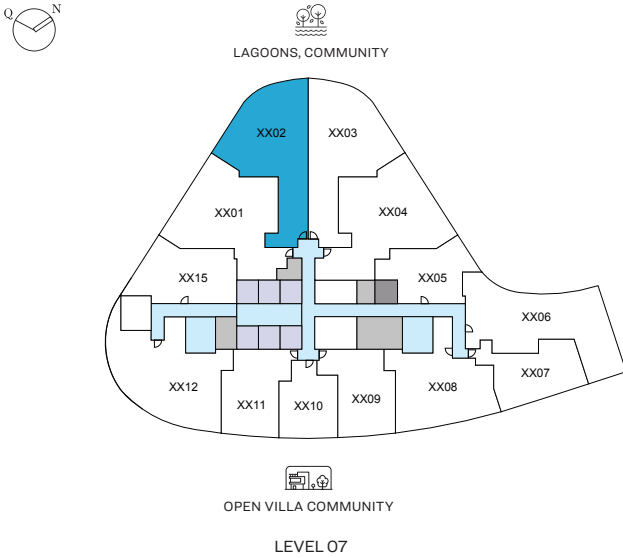 Q N
LAGOONS, COMMUNITY
XX02 XX03
XX01 XX04
XX15 XX05
XX06
XX12 XX11 XX10 XX09 XX08 XX07
OPEN VILLA COMMUNITY
LEVEL 07